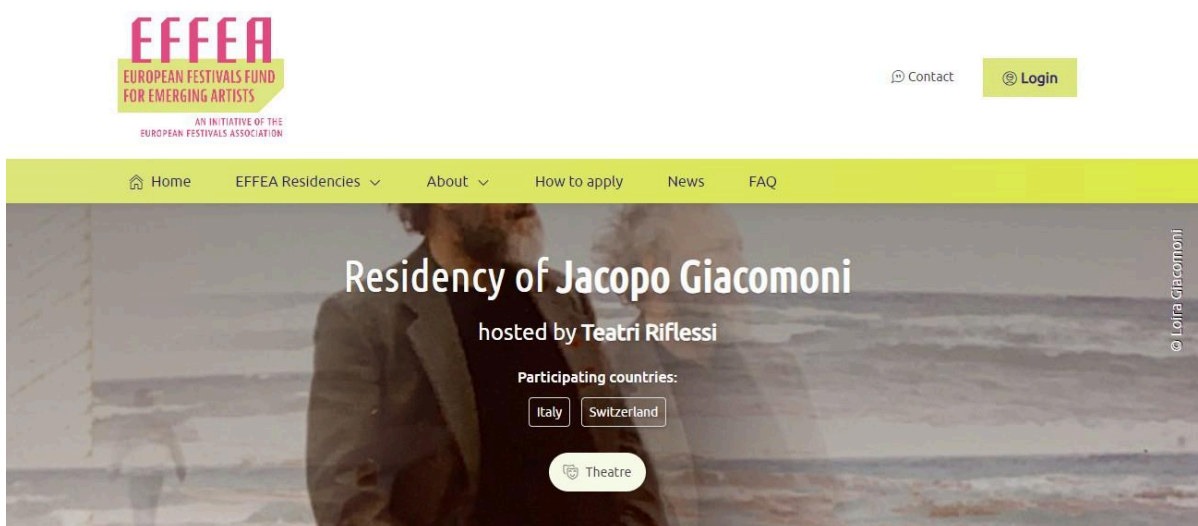 EFFEA
EUROPEAN FESTIVALS FUND
FOR EMERGING ARTISTS
AN INITIATIVE OF THE
EUROPEAN FESTIVALS ASSOCIATION
Contact
Login
Home EFFEA Residencies About How to apply News FAQ
Residency of Jacopo Giacomoni
hosted by Teatri Riflessi
Participating countries:
Italy Switzerland
Theatre
© Loira Giacomoni